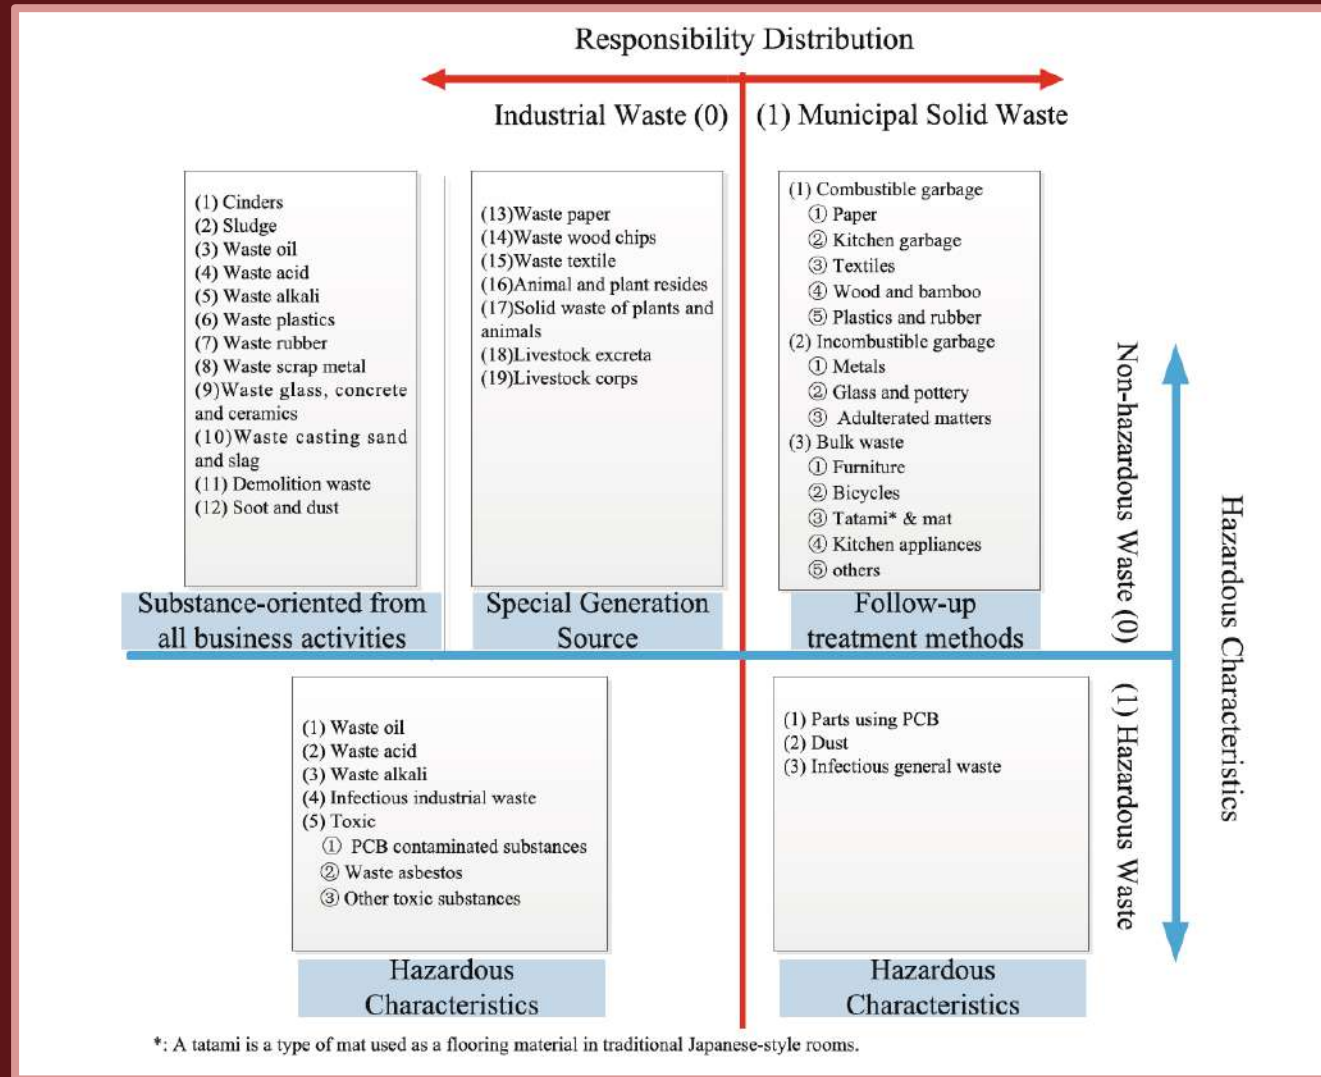 Responsibility Distribution
Industrial Waste (0)
(1) Municipal Solid Waste
(1) Cinders
(2) Sludge
(3) Waste oil
(4) Waste acid
(5) Waste alkali
(6) Waste plastics
(7) Waste rubber
(8) Waste scrap metal
(9)Waste glass, concrete
and ceramics
(10)Waste casting sand
and slag
(11) Demolition waste
(12) Soot and dust
Substance-oriented from
all business activities
(13)Waste paper
(14)Waste wood chips
(15)Waste textile
(16)Animal and plant resides
(17)Solid waste of plants and
animals
(18)Livestock excreta
(19)Livestock corps
Special Generation
Source
(1) Combustible garbage
① Paper
② Kitchen garbage
③ Textiles
④ Wood and bamboo
⑤ Plastics and rubber
(2) Incombustible garbage
① Metals
② Glass and pottery
③ Adulterated matters
(3) Bulk waste
① Furniture
② Bicycles
③ Tatami* & mat
④ Kitchen appliances
⑤ others
Follow-up
treatment methods
Non-hazardous Waste (0)
(1) Hazardous Waste
Hazardous Characteristics
(1) Waste oil
(2) Waste acid
(3) Waste alkali
(4) Infectious industrial waste
(5) Toxic
① PCB contaminated substances
② Waste asbestos
③ Other toxic substances
Hazardous
Characteristics
(1) Parts using PCB
(2) Dust
(3) Infectious general waste
Hazardous
Characteristics
*: A tatami is a type of mat used as a flooring material in traditional Japanese-style rooms.